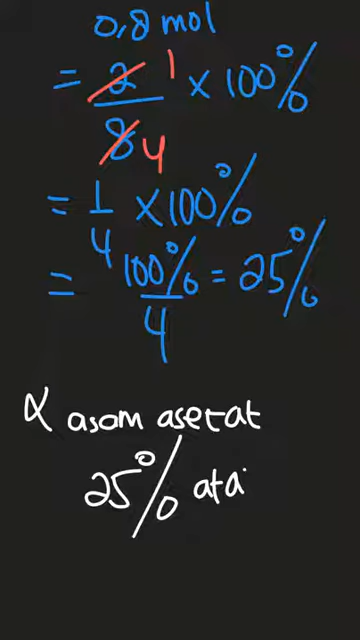 0,8 mol
= 2 1 / 8 4 × 100%
= 1/4 × 100%
= 100%/4 = 25%
α asam asetat
25% ata